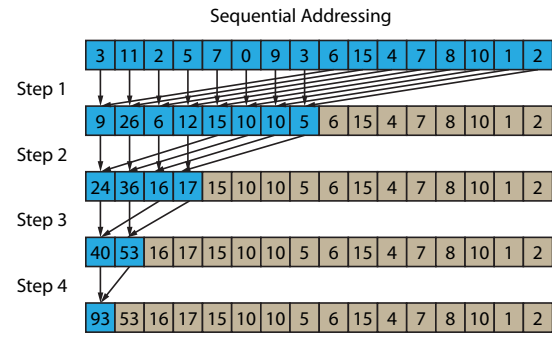 Sequential Addressing
3 11 2 5 7 0 9 3 6 15 4 7 8 10 1 2
Step 1
9 26 6 12 15 10 10 5 6 15 4 7 8 10 1 2
Step 2
24 36 16 17 15 10 10 5 6 15 4 7 8 10 1 2
Step 3
40 53 16 17 15 10 10 5 6 15 4 7 8 10 1 2
Step 4
93 53 16 17 15 10 10 5 6 15 4 7 8 10 1 2